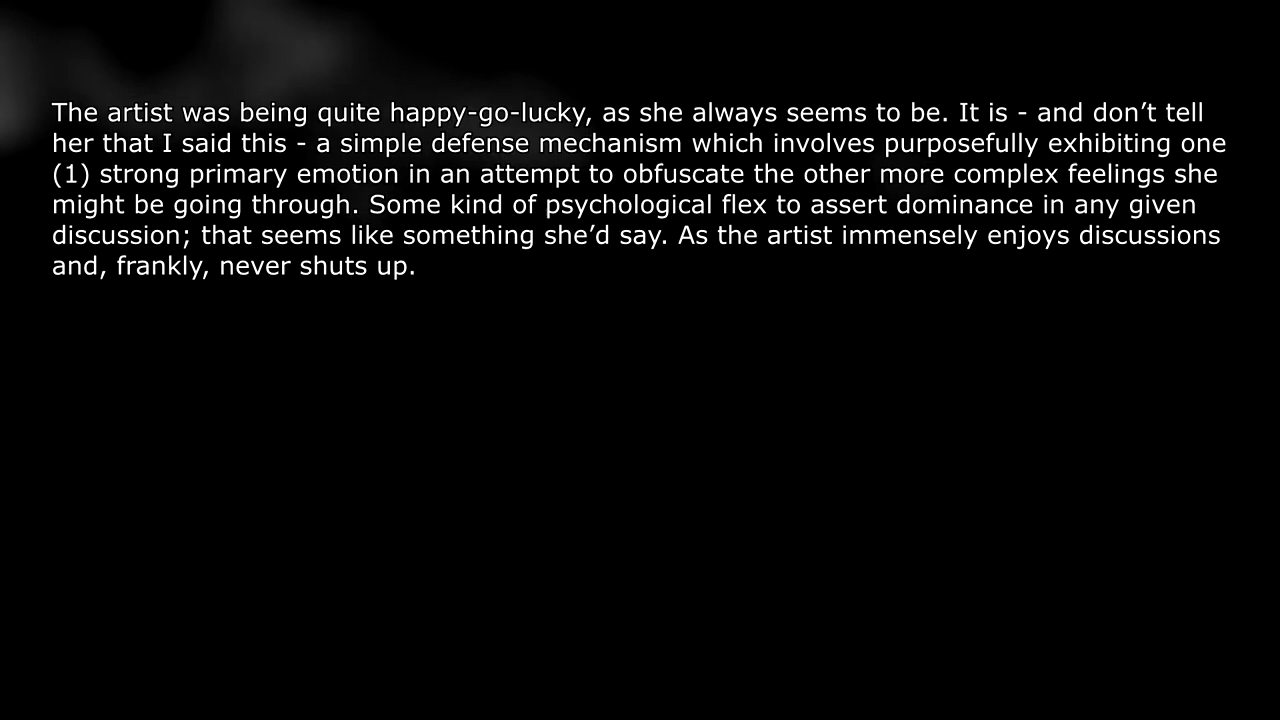 The artist was being quite happy-go-lucky, as she always seems to be. It is - and don’t tell
her that I said this - a simple defense mechanism which involves purposefully exhibiting one
(1) strong primary emotion in an attempt to obfuscate the other more complex feelings she
might be going through. Some kind of psychological flex to assert dominance in any given
discussion; that seems like something she’d say. As the artist immensely enjoys discussions
and, frankly, never shuts up.